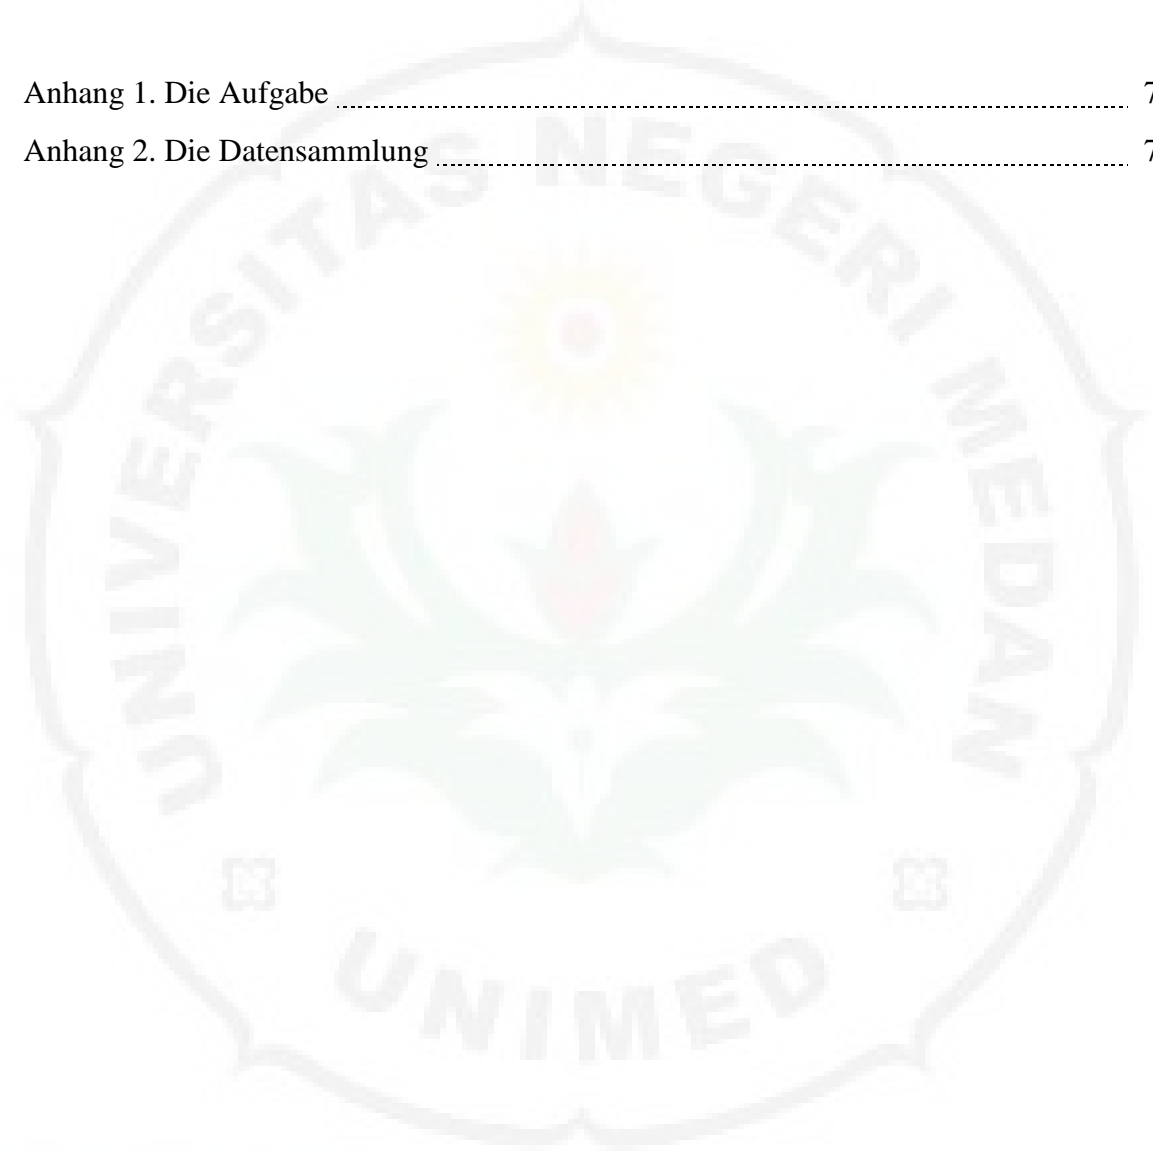 Anhang 1. Die Aufgabe ........................................ 7
Anhang 2. Die Datensammlung ........................................ 7
UNIVERSITAS NEGERI MEDAN
UNIMED